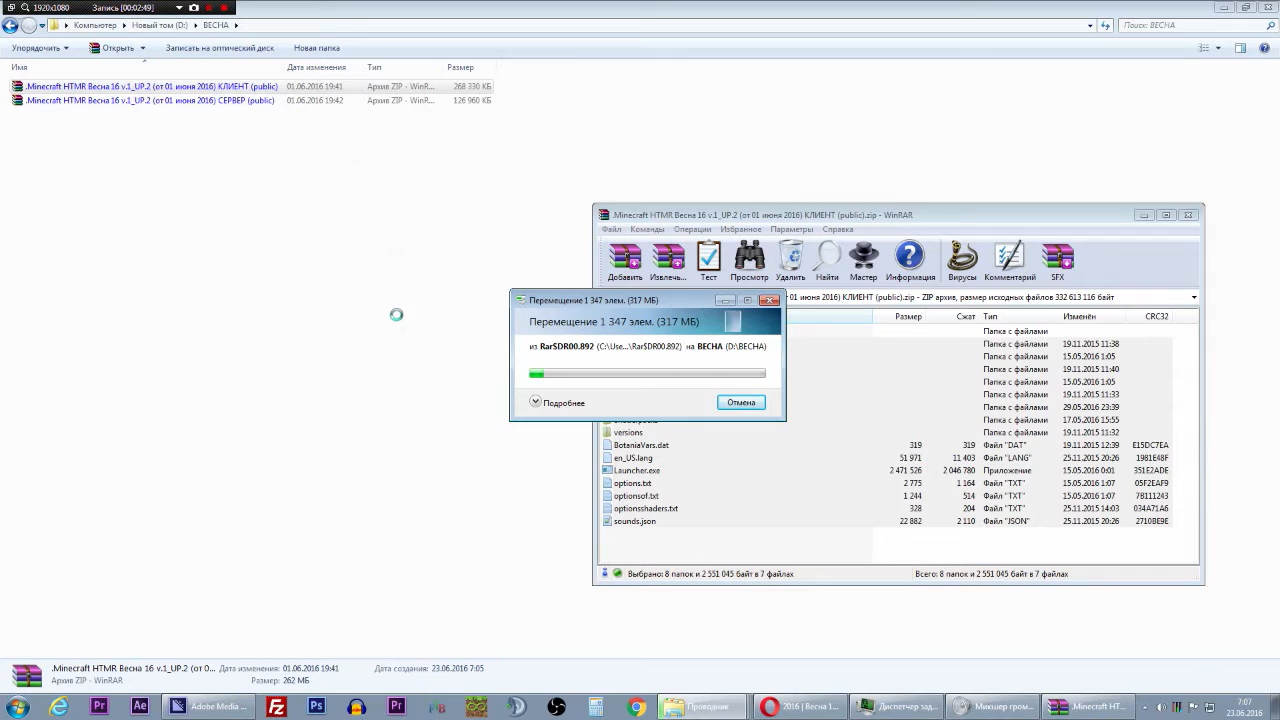 1920x1080 Запись [00:02:49]
Компьютер Новый том (D:) ВЕСНА
Поиск: ВЕСНА
Упорядочить Открыть Записать на оптический диск Новая папка
Имя Дата изменения Тип Размер
.Minecraft HTMR Весна 16 v.1_UP.2 (от 01 июня 2016) КЛИЕНТ (public) 01.06.2016 19:41 Архив ZIP - WinR... 268 330 КБ
.Minecraft HTMR Весна 16 v.1_UP.2 (от 01 июня 2016) СЕРВЕР (public) 01.06.2016 19:42 Архив ZIP - WinR... 126 960 КБ
.Minecraft HTMR Весна 16 v.1_UP.2 (от 01 июня 2016) КЛИЕНТ (public).zip - WinRAR
Файл Команды Операции Избранное Параметры Справка
Добавить Извлечь... Тест Просмотр Удалить Найти Мастер Информация Вирусы Комментарий SFX
01 июня 2016) КЛИЕНТ (public).zip - ZIP архив, размер исходных файлов 332 613 116 байт
Размер Сжат Тип Изменён CRC32
Папка с файлами
Папка с файлами 19.11.2015 11:38
Папка с файлами 15.05.2016 1:05
Папка с файлами 19.11.2015 11:40
Папка с файлами 15.05.2016 1:05
Папка с файлами 19.11.2015 11:33
Папка с файлами 29.05.2016 23:39
Папка с файлами 17.05.2016 15:55
versions Папка с файлами 19.11.2015 11:32
BotaniaVars.dat 319 319 Файл "DAT" 19.11.2015 12:39 E15DC7EA
en_US.lang 51 971 11 403 Файл "LANG" 25.11.2015 20:26 1981E48F
Launcher.exe 2 471 526 2 046 780 Приложение 15.05.2016 0:01 351E2ADE
options.txt 2 775 1 164 Файл "TXT" 15.05.2016 1:07 05F2EAF9
optionsof.txt 1 244 514 Файл "TXT" 15.05.2016 1:07 78111243
optionsshaders.txt 328 204 Файл "TXT" 25.11.2015 14:03 034A71A6
sounds.json 22 882 2 110 Файл "JSON" 25.11.2015 20:26 2710BE9E
Выбрано: 8 папок и 2 551 045 байт в 7 файлах Всего: 8 папок и 2 551 045 байт в 7 файлах
Перемещение 1 347 элем. (317 МБ)
Перемещение 1 347 элем. (317 МБ)
из Rar$DR00.892 (C:\Use...\Rar$DR00.892) на ВЕСНА (D:\ВЕСНА)
Подробнее Отмена
.Minecraft HTMR Весна 16 v.1_UP.2 (от 0... Дата изменения: 01.06.2016 19:41 Дата создания: 23.06.2016 7:05
Архив ZIP - WinRAR Размер: 262 МБ
Pr Ae Adobe Media ... Fz Ps Pr Проводник 2016 | Весна 1... Диспетчер зад... Микшер гром... .Minecraft HT...
7:07
23.06.2016